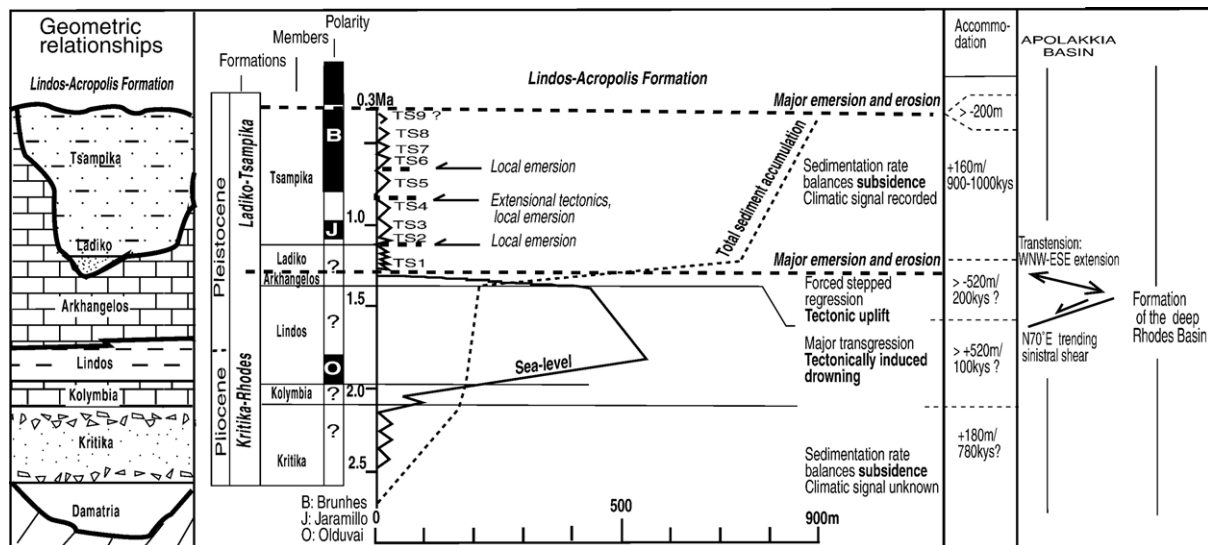 Geometric
relationships
Lindos-Acropolis Formation
Tsampika
Ladiko
Arkhangelos
Lindos
Kolymbia
Kritika
Damatria
Polarity
Members
Formations
Pleistocene
Pliocene
Ladiko-Tsampika
Kritika-Rhodes
Tsampika
Ladiko
Arkhangelos
Lindos
Kolymbia
Kritika
B
J
?
?
O
?
?
0.3Ma
1.0
1.5
2.0
2.5
Lindos-Acropolis Formation
TS9 ?
TS8
TS7
TS6
TS5
TS4
TS3
TS2
TS1
Local emersion
Extensional tectonics,
local emersion
Local emersion
Sea-level
Total sediment accumulation
Major emersion and erosion
Sedimentation rate
balances subsidence
Climatic signal recorded
Major emersion and erosion
Forced stepped
regression
Tectonic uplift
Major transgression
Tectonically induced
drowning
Sedimentation rate
balances subsidence
Climatic signal unknown
B: Brunhes
J: Jaramillo
O: Olduvai
0
500
900m
Accommo-
dation
> -200m
+160m/
900-1000kys
> -520m/
200kys ?
> +520m/
100kys ?
+180m/
780kys?
APOLAKKIA
BASIN
Transtension:
WNW-ESE extension
N70°E trending
sinistral shear
Formation
of the deep
Rhodes Basin